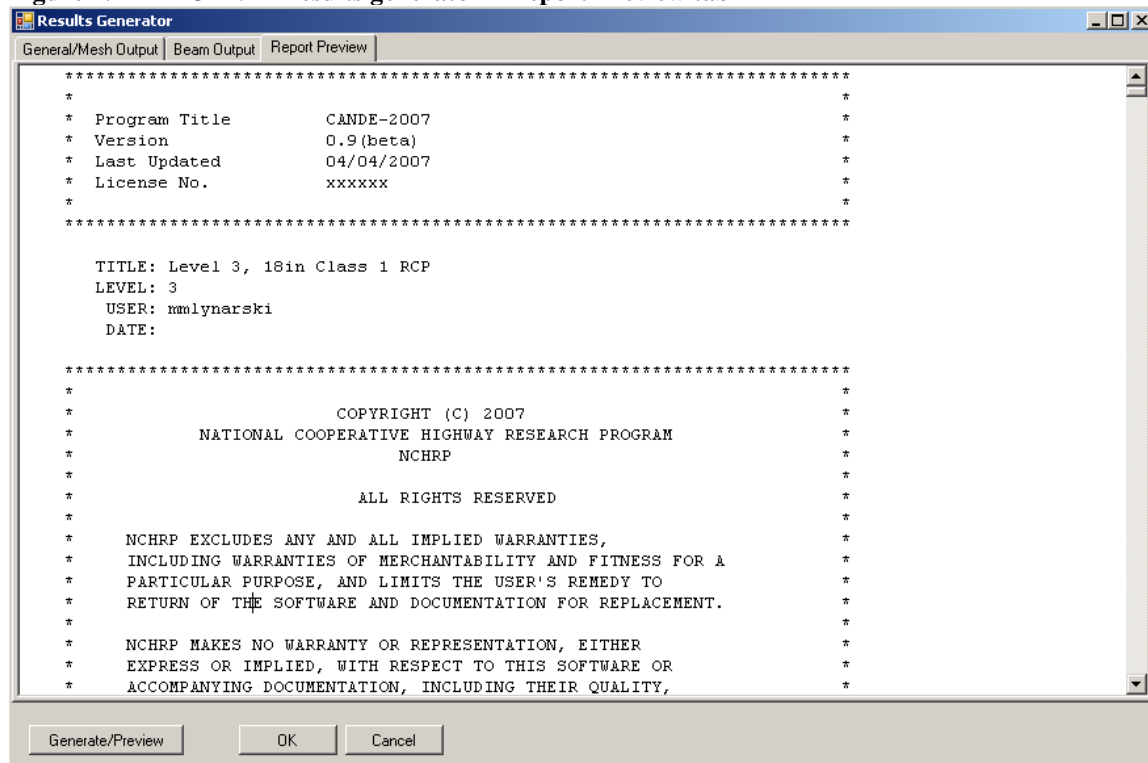 Results Generator
General/Mesh Output Beam Output Report Preview
***************************************************************************
* *
* Program Title CANDE-2007 *
* Version 0.9(beta) *
* Last Updated 04/04/2007 *
* License No. xxxxxx *
* *
***************************************************************************
TITLE: Level 3, 18in Class 1 RCP
LEVEL: 3
USER: mmlynarski
DATE:
***************************************************************************
* *
* COPYRIGHT (C) 2007 *
* NATIONAL COOPERATIVE HIGHWAY RESEARCH PROGRAM *
* NCHRP *
* *
* ALL RIGHTS RESERVED *
* *
* NCHRP EXCLUDES ANY AND ALL IMPLIED WARRANTIES, *
* INCLUDING WARRANTIES OF MERCHANTABILITY AND FITNESS FOR A *
* PARTICULAR PURPOSE, AND LIMITS THE USER'S REMEDY TO *
* RETURN OF THE SOFTWARE AND DOCUMENTATION FOR REPLACEMENT. *
* *
* NCHRP MAKES NO WARRANTY OR REPRESENTATION, EITHER *
* EXPRESS OR IMPLIED, WITH RESPECT TO THIS SOFTWARE OR *
* ACCOMPANYING DOCUMENTATION, INCLUDING THEIR QUALITY, *
Generate/Preview OK Cancel